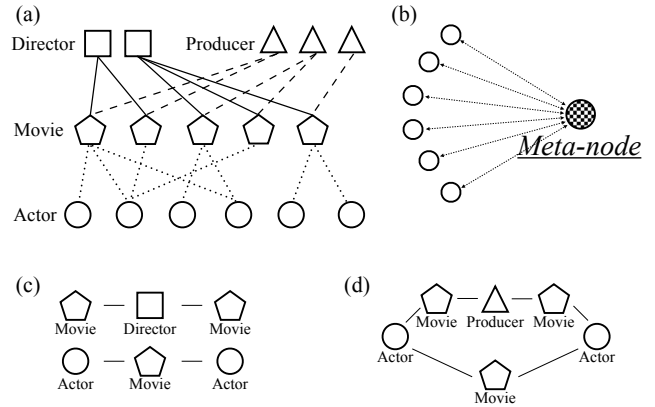 (a)
Director
Producer
Movie
Actor
(b)
Meta-node
(c)
Movie
Director
Movie
Actor
Movie
Actor
(d)
Movie
Producer
Movie
Actor
Actor
Movie